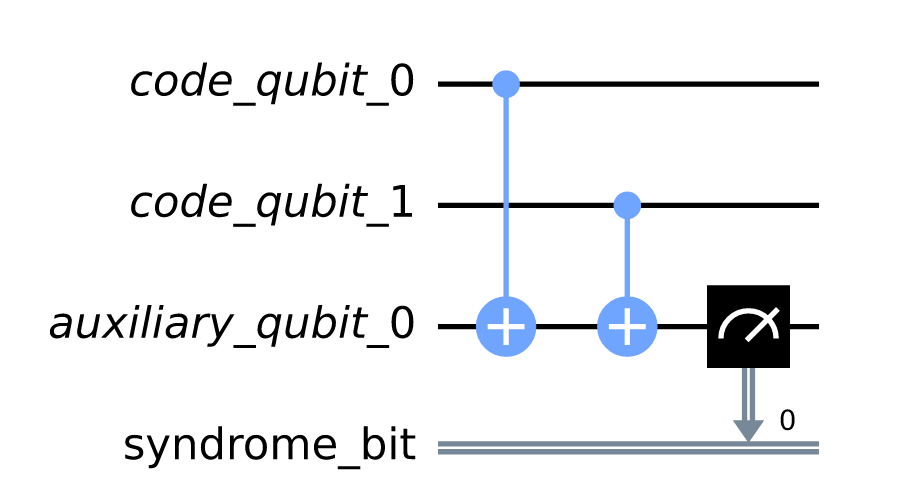 code_qubit_0
code_qubit_1
auxiliary_qubit_0
0
syndrome_bit